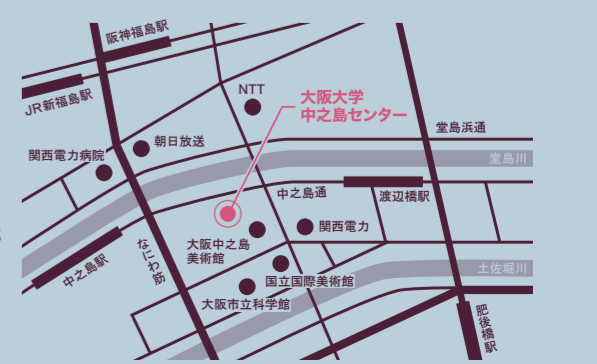 阪神福島駅
JR新福島駅
NTT
大阪大学
中之島センター
朝日放送
堂島浜通
関西電力病院
堂島川
中之島通
渡辺橋駅
関西電力
大阪中之島
美術館
なにわ筋
中之島駅
国立国際美術館
土佐堀川
大阪市立科学館
肥後橋駅